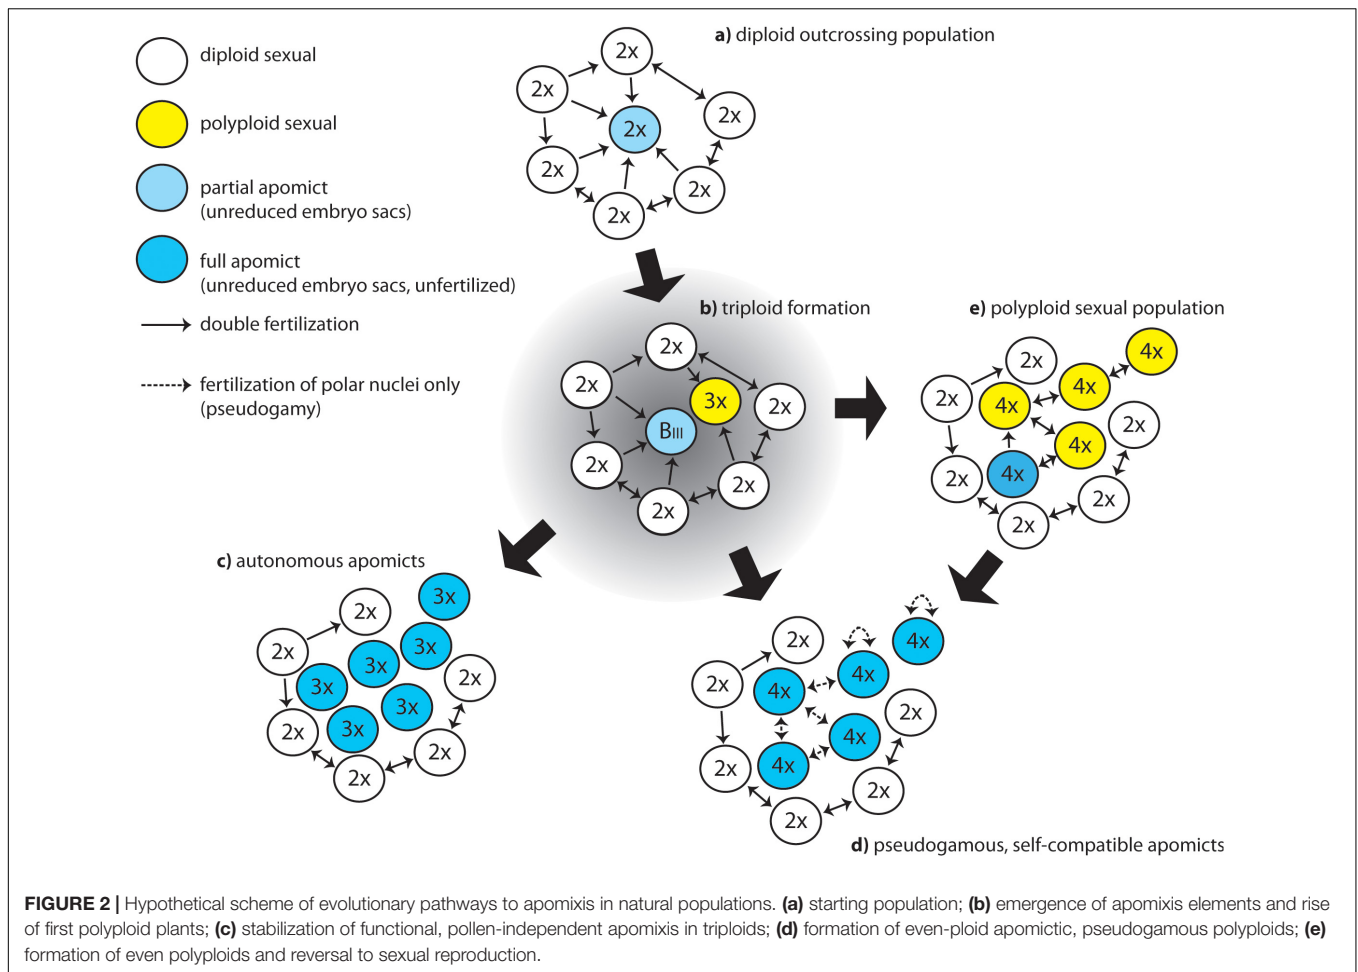 diploid sexual
polyploid sexual
partial apomict
(unreduced embryo sacs)
full apomict
(unreduced embryo sacs, unfertilized)
double fertilization
fertilization of polar nuclei only
(pseudogamy)
a) diploid outcrossing population
2x
2x
2x
2x
2x
2x
2x
b) triploid formation
2x
2x
3x
2x
BIII
2x
2x
2x
e) polyploid sexual population
4x
2x
4x
2x
4x
2x
4x
2x
4x
2x
2x
c) autonomous apomicts
3x
2x
3x
2x
3x
2x
3x
3x
2x
3x
2x
2x
2x
4x
4x
2x
4x
4x
2x
4x
2x
2x
2x
d) pseudogamous, self-compatible apomicts
FIGURE 2 | Hypothetical scheme of evolutionary pathways to apomixis in natural populations. (a) starting population; (b) emergence of apomixis elements and rise
of first polyploid plants; (c) stabilization of functional, pollen-independent apomixis in triploids; (d) formation of even-ploid apomictic, pseudogamous polyploids; (e)
formation of even polyploids and reversal to sexual reproduction.